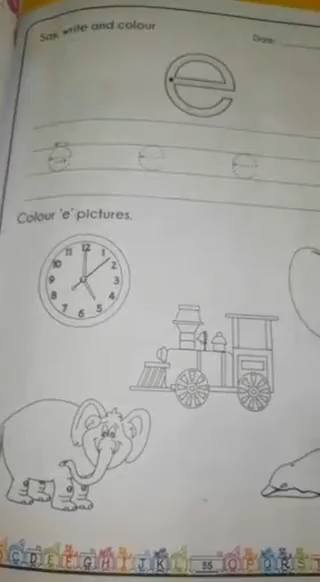 Say, write and colour
Date:
e
e e e
Colour 'e' pictures.
12
11 1
10 2
9 3
8 4
7 6 5
C D E F G H I J K L 55 O P Q R S T